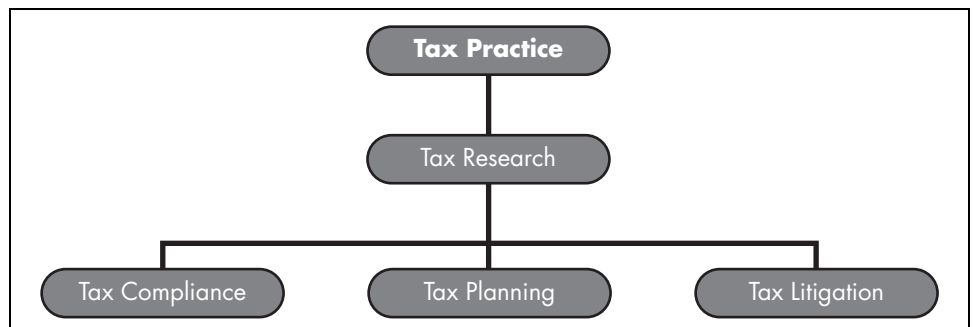 Tax Practice
Tax Research
Tax Compliance
Tax Planning
Tax Litigation